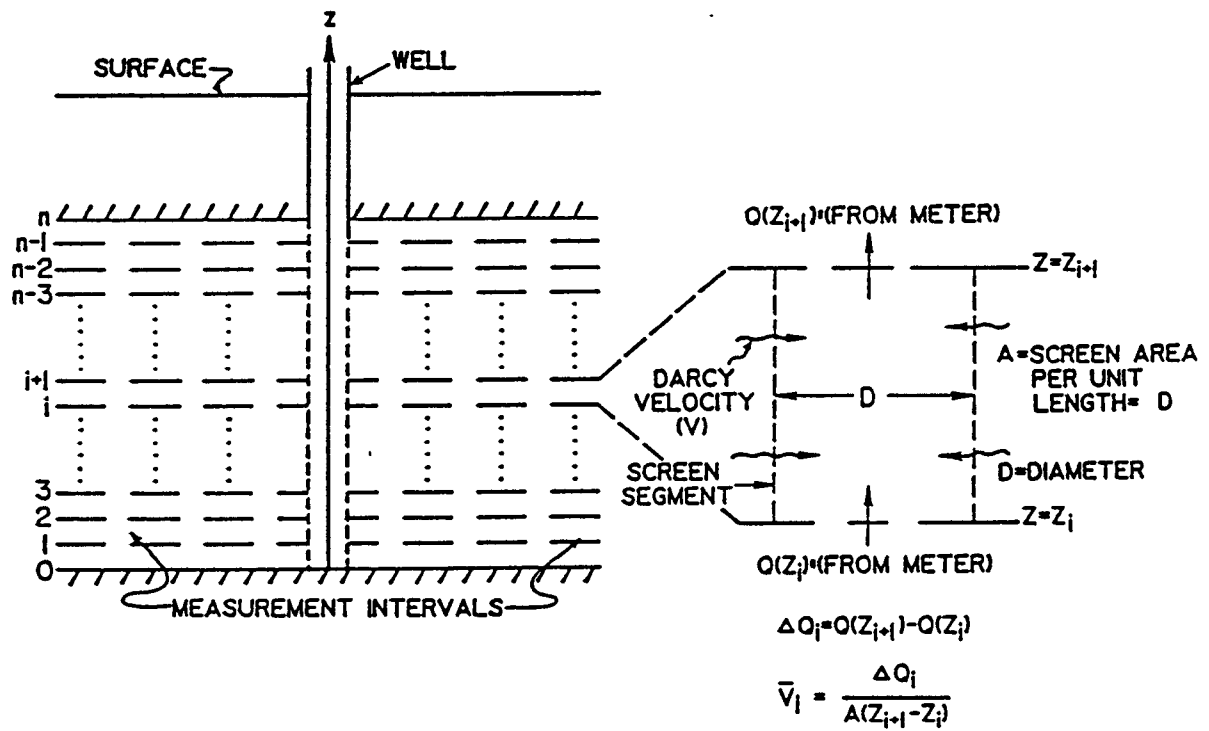 Z
SURFACE
WELL
n
n-1
n-2
n-3
i+1
i
3
2
1
0
MEASUREMENT INTERVALS
Q(Z_{i+1})=(FROM METER)
Z=Z_{i+1}
DARCY
VELOCITY
(V)
D
A=SCREEN AREA
PER UNIT
LENGTH= D
SCREEN
SEGMENT
D=DIAMETER
Z=Z_i
Q(Z_i)=(FROM METER)
ΔQ_i=Q(Z_{i+1})-Q(Z_i)
V̄_i = ΔQ_i / A(Z_{i+1}-Z_i)